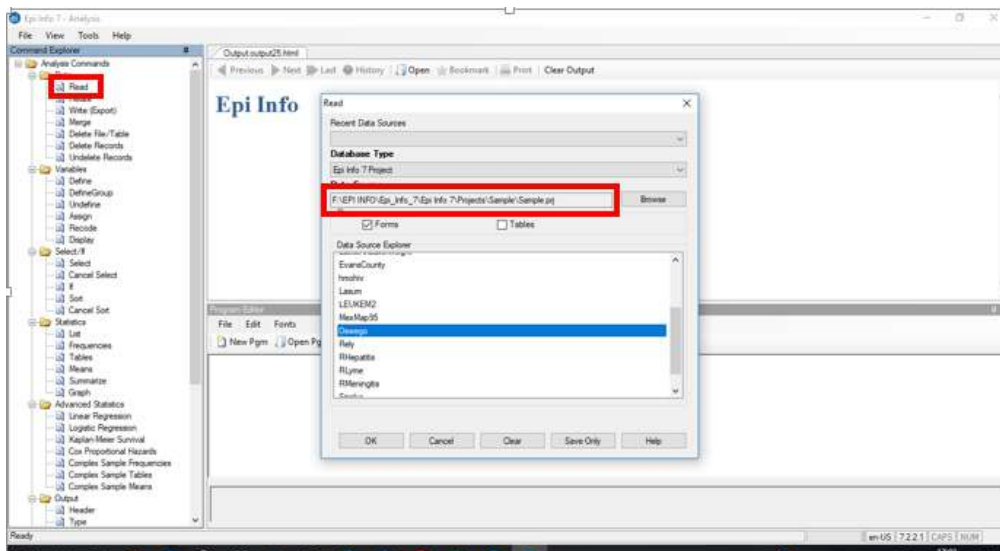 Epi Info 7 - Analysis
File View Tools Help
Command Explorer
Analysis Commands
Read
Write (Export)
Merge
Delete File/Table
Delete Records
Undelete Records
Variables
Define
DefineGroup
Undefine
Assign
Recode
Display
Select/If
Select
Cancel Select
If
Sort
Cancel Sort
Statistics
List
Frequencies
Tables
Means
Summarize
Graph
Advanced Statistics
Linear Regression
Logistic Regression
Kaplan-Meier Survival
Cox Proportional Hazards
Complex Sample Frequencies
Complex Sample Tables
Complex Sample Means
Output
Header
Type
Ready
Output output25.html
Previous Next Last History Open Bookmark Print Clear Output
Epi Info
Program Editor
File Edit Fonts
New Pgm Open Pg
Read
Recent Data Sources
Database Type
Epi Info 7 Project
F:\EPI INFO\Epi_Info_7\Epi Info 7\Projects\Sample\Sample.prj
Browse
Forms Tables
Data Source Explorer
EvansCounty
hmohiv
Lasum
LEUKEM2
MexMap95
Oswego
Rely
RHepatitis
RLyme
RMeningitis
OK Cancel Clear Save Only Help
en-US 7.2.2.1 CAPS NUM